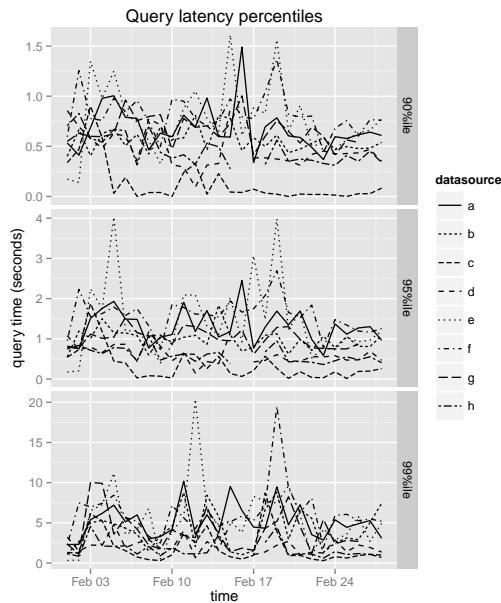 Query latency percentiles
1.5
1.0
0.5
0.0
90%ile
4
3
2
1
0
95%ile
20
15
10
5
0
99%ile
query time (seconds)
Feb 03
Feb 10
Feb 17
Feb 24
time
datasource
a
b
c
d
e
f
g
h